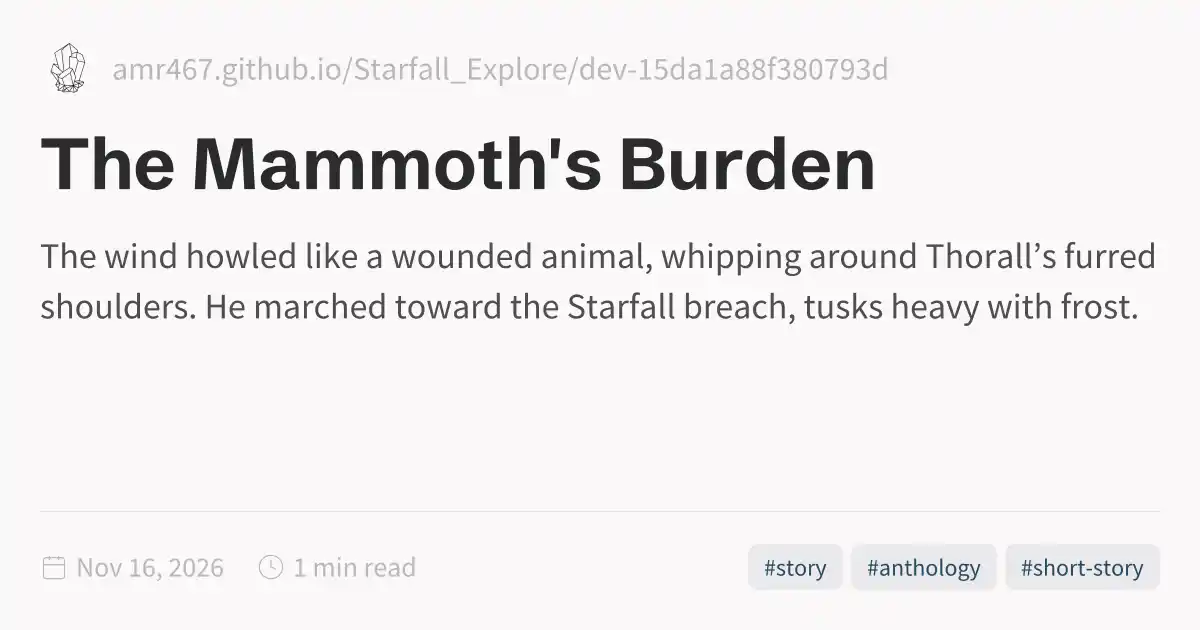 amr467.github.io/Starfall_Explore/dev-15da1a88f380793d
The Mammoth's Burden
The wind howled like a wounded animal, whipping around Thorall’s furred
shoulders. He marched toward the Starfall breach, tusks heavy with frost.
Nov 16, 2026 1 min read #story #anthology #short-story